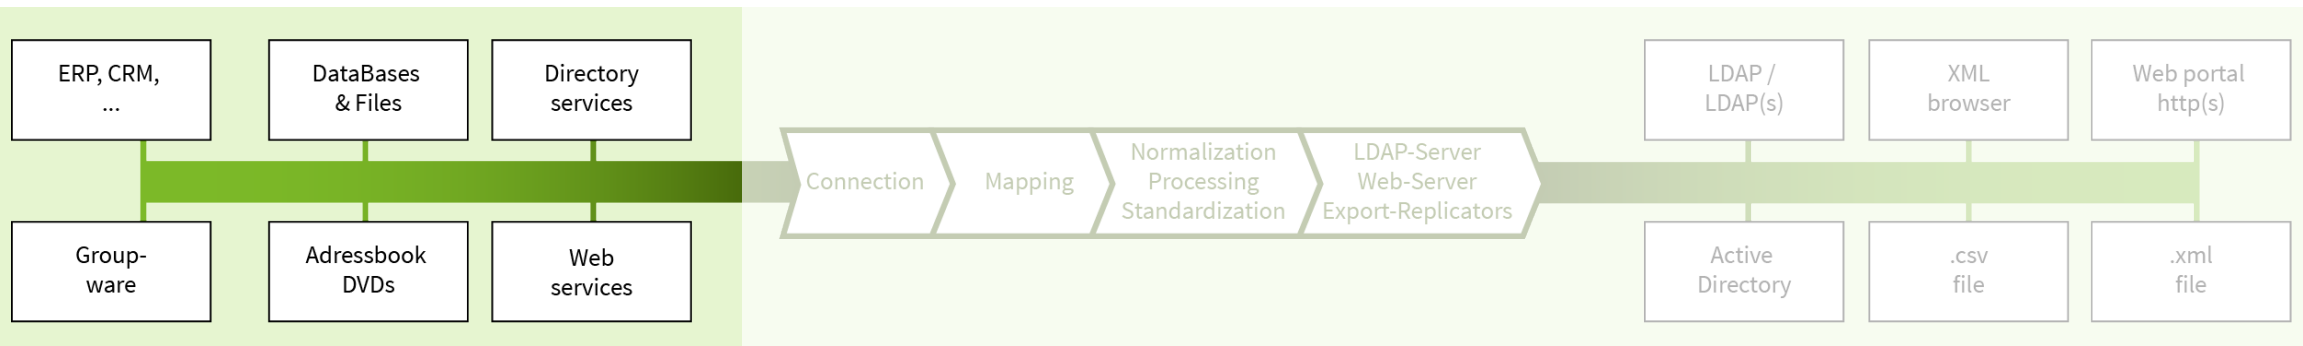 ERP, CRM,
...
DataBases
& Files
Directory
services
Group-
ware
Adressbook
DVDs
Web
services
Connection
Mapping
Normalization
Processing
Standardization
LDAP-Server
Web-Server
Export-Replicators
LDAP /
LDAP(s)
XML
browser
Web portal
http(s)
Active
Directory
.csv
file
.xml
file